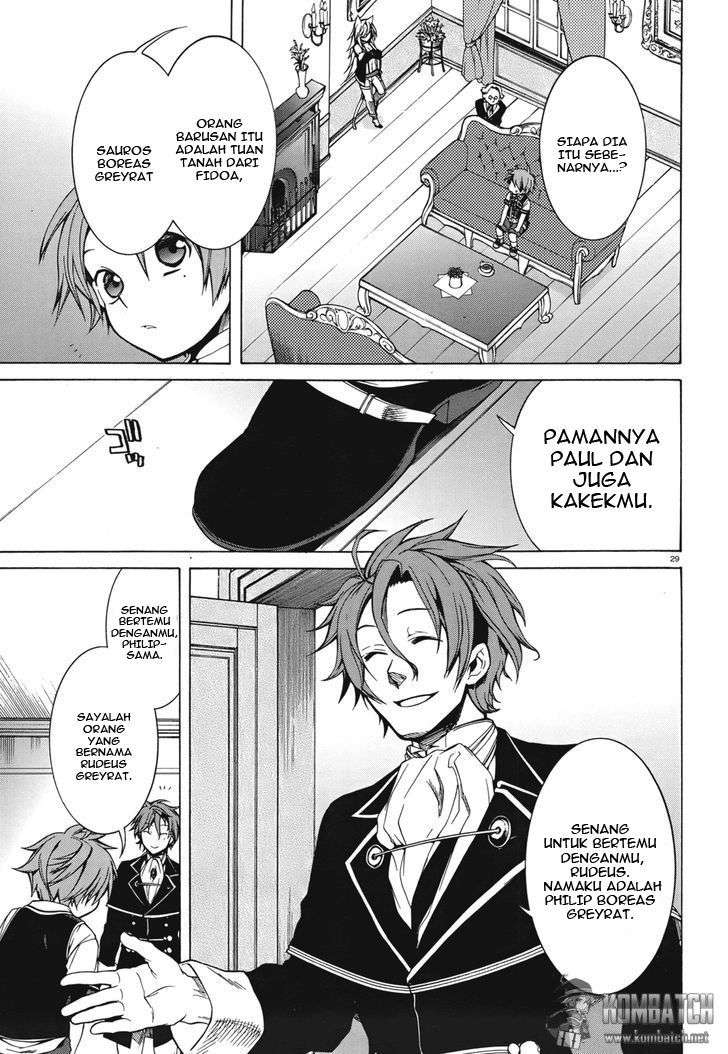 SIAPA DIA
ITU SEBE-
NARNYA...?
ORANG
BARUSAN ITU
ADALAH TUAN
TANAH DARI
FIDOA,
SAUROS
BOREAS
GREYRAT
PAMANNYA
PAUL DAN
JUGA
KAKEKMU.
ゴッ
29
SENANG
UNTUK BERTEMU
DENGANMU,
RUDEUS.
NAMAKU ADALAH
PHILIP BOREAS
GREYRAT.
SENANG
BERTEMU
DENGANMU,
PHILIP-
SAMA.
SAYALAH
ORANG
YANG
BERNAMA
RUDEUS
GREYRAT.
KOMBATCH
www.kombatch.net